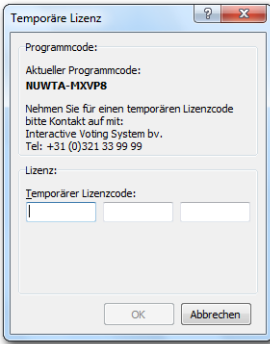 Temporäre Lizenz
Programmcode:
Aktueller Programmcode:
NUWTA-MXVP8
Nehmen Sie für einen temporären Lizenzcode
bitte Kontakt auf mit:
Interactive Voting System bv.
Tel: +31 (0)321 33 99 99
Lizenz:
Temporärer Lizenzcode:
OK
Abbrechen